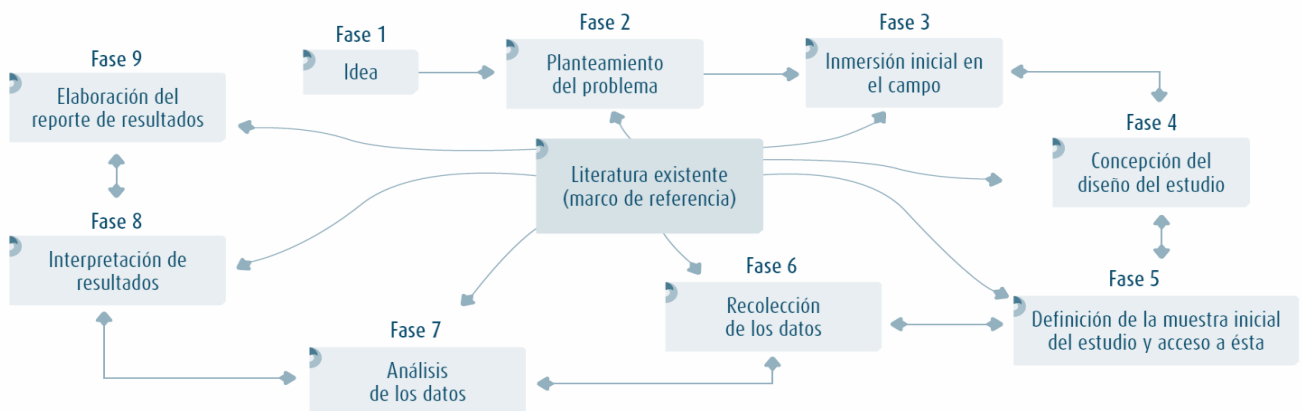 Fase 1
Idea
Fase 2
Planteamiento
del problema
Fase 3
Inmersión inicial en
el campo
Fase 4
Concepción del
diseño del estudio
Fase 5
Definición de la muestra inicial
del estudio y acceso a ésta
Fase 6
Recolección
de los datos
Fase 7
Análisis
de los datos
Fase 8
Interpretación de
resultados
Fase 9
Elaboración del
reporte de resultados
Literatura existente
(marco de referencia)